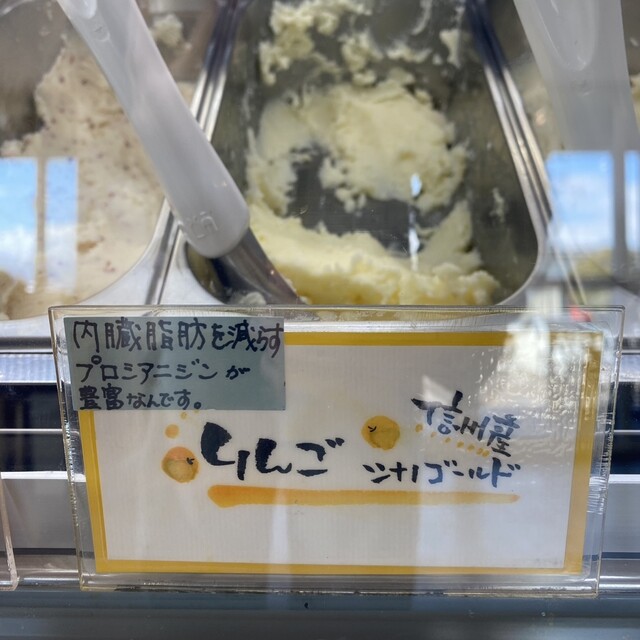 内臓脂肪を減らす
プロシアニジンが
豊富なんです。
信州産
りんご
シナノゴールド